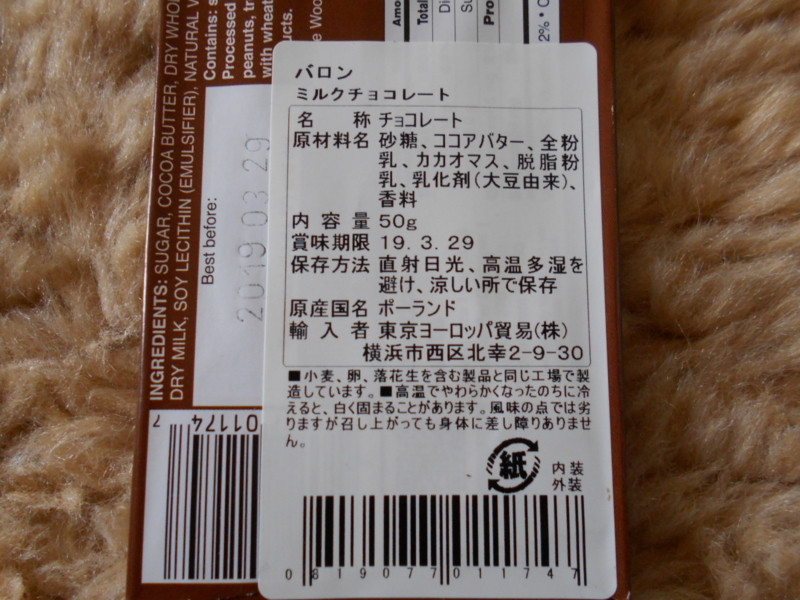 バロン
ミルクチョコレート
名 称 チョコレート
原材料名 砂糖、ココアバター、全粉
乳、カカオマス、脱脂粉
乳、乳化剤(大豆由来)、
香料
内 容 量 50g
賞味期限 19. 3. 29
保存方法 直射日光、高温多湿を
避け、涼しい所で保存
原産国名 ポーランド
輸 入 者 東京ヨーロッパ貿易(株)
横浜市西区北幸2-9-30
■小麦、卵、落花生を含む製品と同じ工場で製
造しています。■高温でやわらかくなったのちに冷
えると、白く固まることがあります。風味の点では劣
りますが召し上がっても身体に差し障りありませ
ん。
紙
内装
外装
0 819077 011747
INGREDIENTS: SUGAR, COCOA BUTTER, DRY WHO
DRY MILK, SOY LECITHIN (EMULSIFIER), NATURAL V
Contains: s
Processed
peanuts, tr
with wheat
ucts.
e Woo
Best before:
2019 03 29
7
01174
Amo
Total
Di
Su
Pro
2% * C